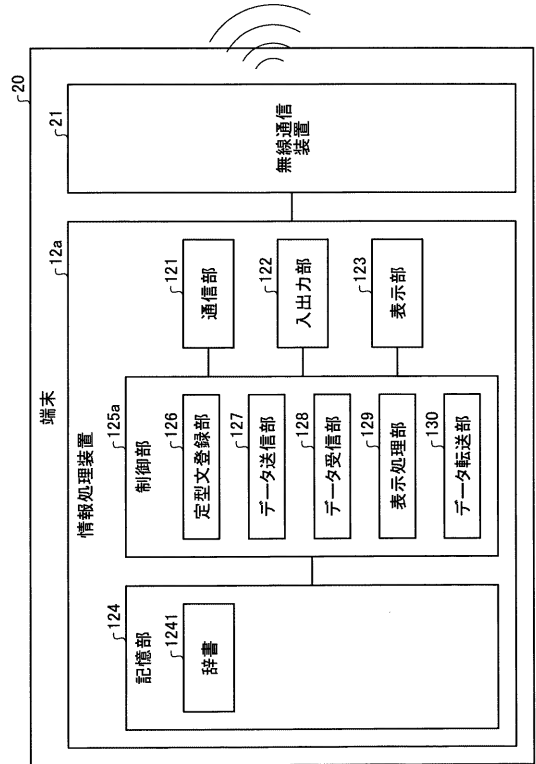 20
端末
12a
21
情報処理装置
無線通信
装置
124
記憶部
1241
辞書
125a
制御部
126
定型文登録部
127
データ送信部
128
データ受信部
129
表示処理部
130
データ転送部
121
通信部
122
入出力部
123
表示部